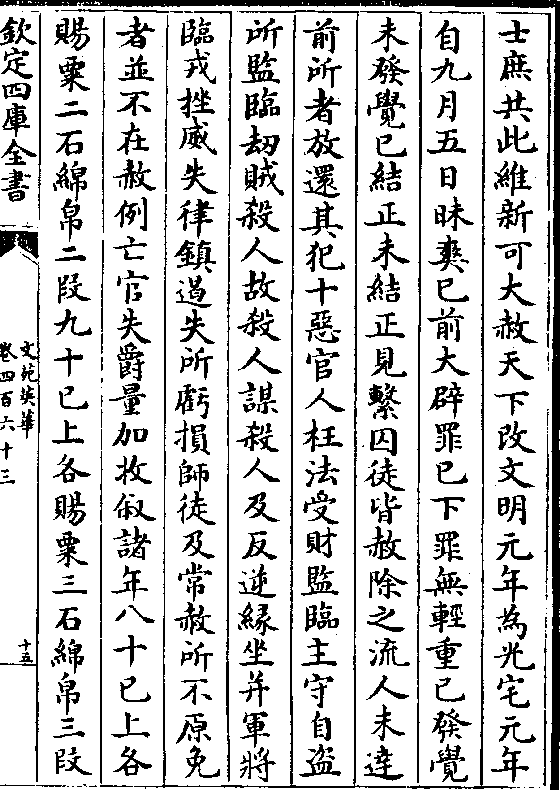 士庶共此維新可大赦天下改文明元年為光宅元年
自九月五日昧爽已前大辟罪已下罪無輕重已發覺
未發覺已結正未結正見繫囚徒皆赦除之流人未達
前所者放還其犯十惡官人枉法受財監臨主守自盜
所監臨劫賊殺人故殺人謀殺人及反逆緣坐并軍將
臨戎挫威失律鎮遏失所虧損師徒及常赦所不原免
者並不在赦例亡官失爵量加收叙諸年八十已上各
賜粟二石綿帛二段九十已上各賜粟三石綿帛三段
欽定四庫全書
文苑英華
卷四百六十三
十五